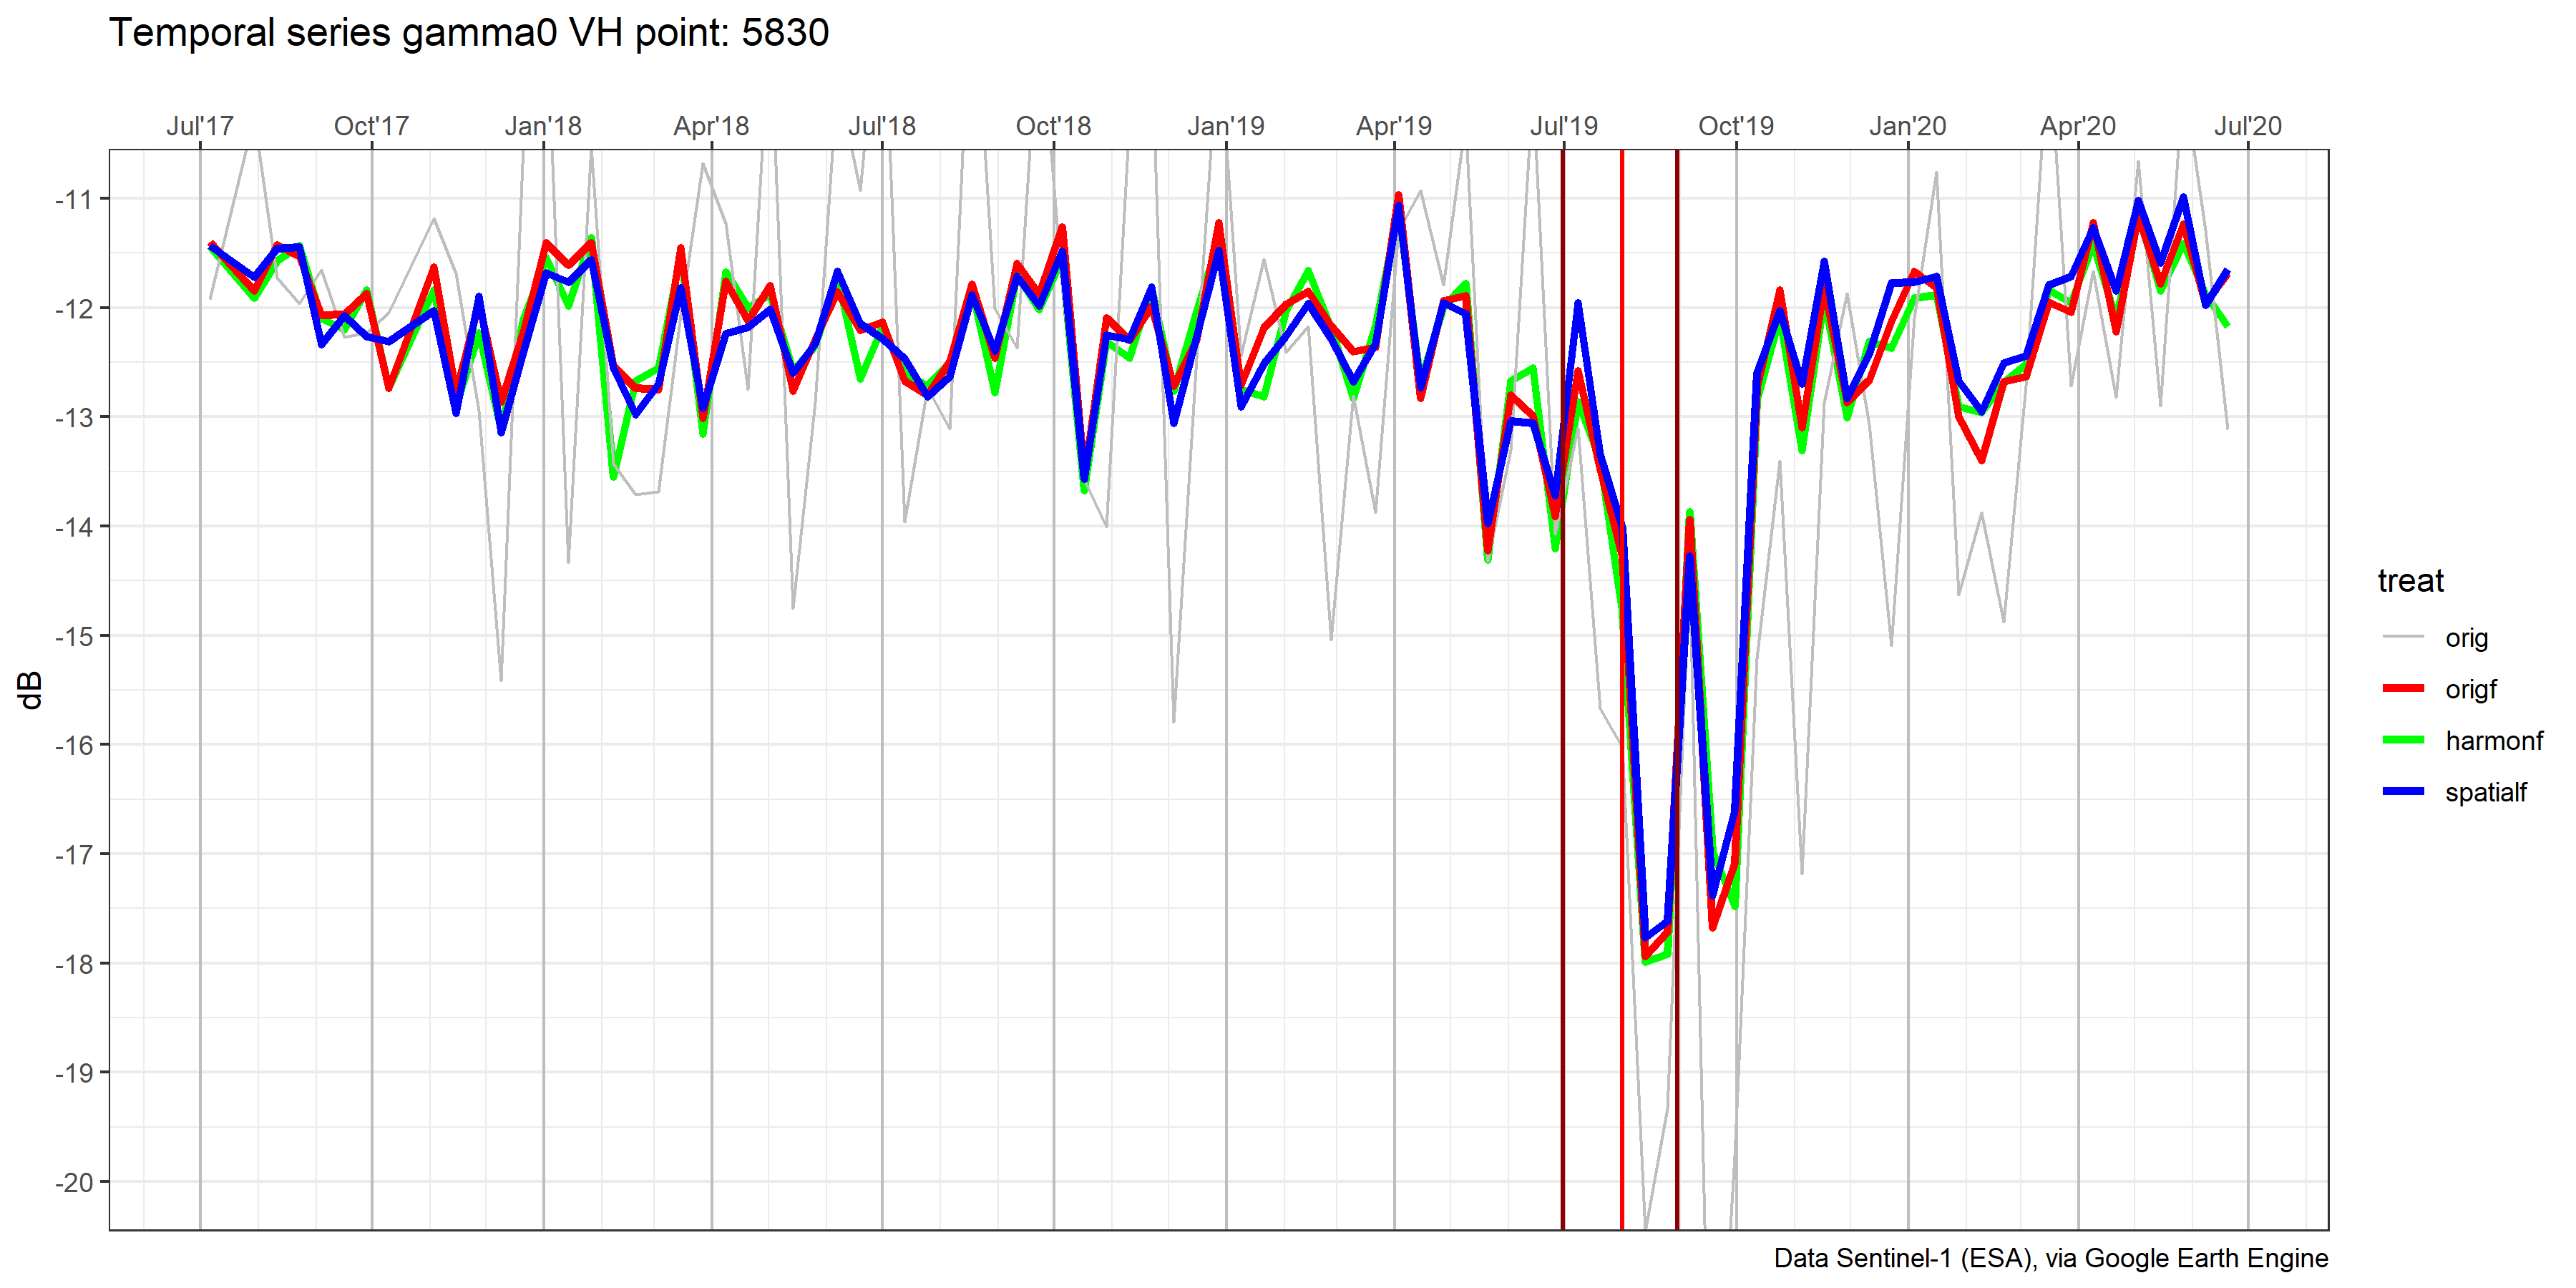 Temporal series gamma0 VH point: 5830
Jul'17 Oct'17 Jan'18 Apr'18 Jul'18 Oct'18 Jan'19 Apr'19 Jul'19 Oct'19 Jan'20 Apr'20 Jul'20
-11
-12
-13
-14
-15
-16
-17
-18
-19
-20
dB
treat
orig
origf
harmonf
spatialf
Data Sentinel-1 (ESA), via Google Earth Engine